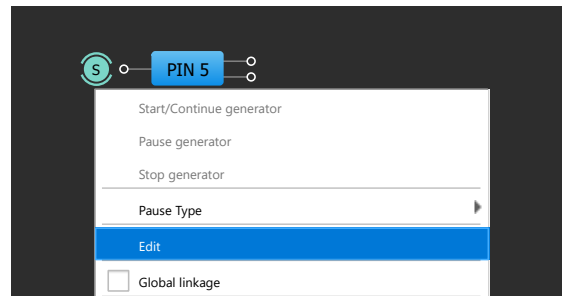 S
PIN 5
Start/Continue generator
Pause generator
Stop generator
Pause Type
Edit
Global linkage